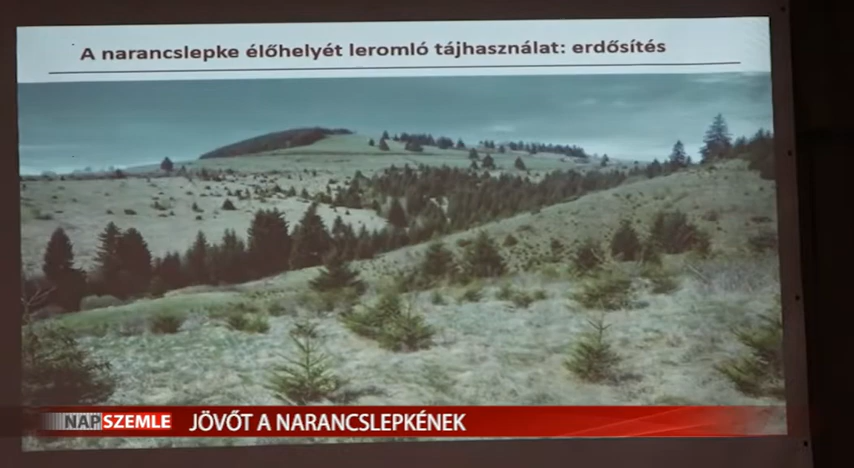 A narancslepke élőhelyét leromló tájhasználat: erdősítés
NAPSZEMLE JÖVŐT A NARANCSLEPKÉNEK